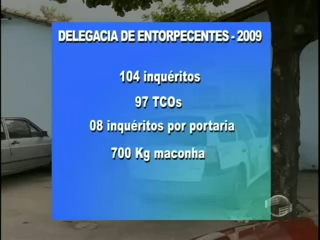 DELEGACIA DE ENTORPECENTES - 2009
104 inquéritos
97 TCOs
08 inquéritos por portaria
700 Kg maconha